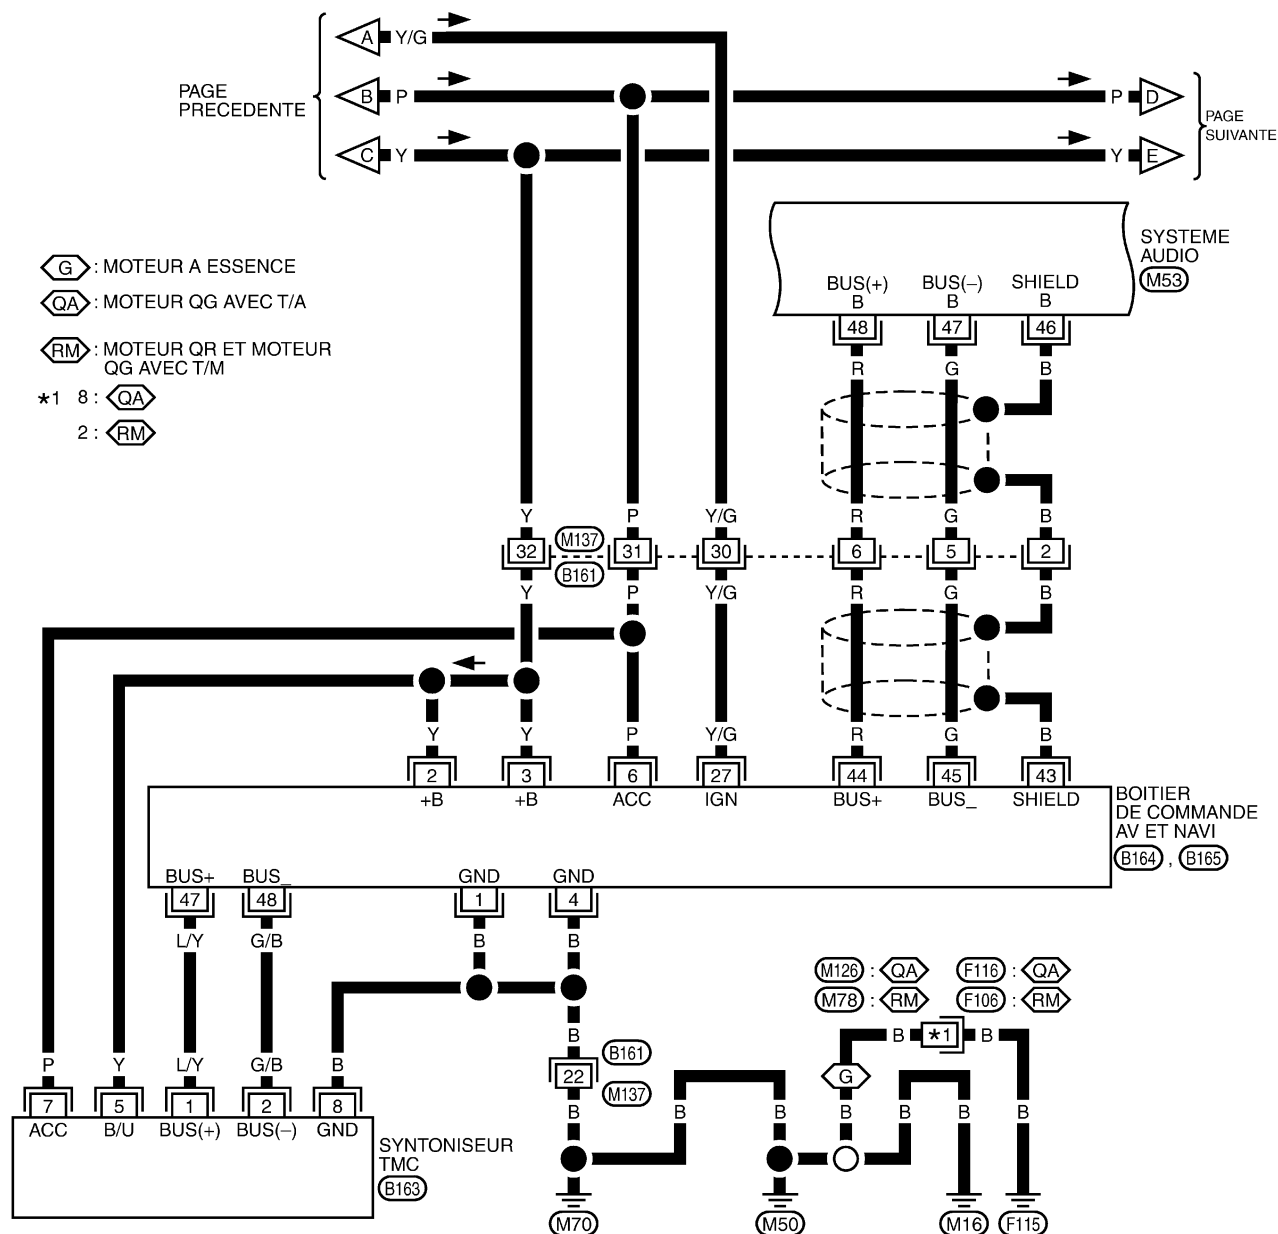 A Y/G
PAGE PRECEDENTE
B P
P D
C Y
Y E
PAGE SUIVANTE
G : MOTEUR A ESSENCE
QA : MOTEUR QG AVEC T/A
RM : MOTEUR QR ET MOTEUR
QG AVEC T/M
*1 8 : QA
2 : RM
SYSTEME
AUDIO
M53
BUS(+) BUS(–) SHIELD
B B B
48 47 46
R G B
Y P Y/G R G B
32 M137 31 30 6 5 2
B161
Y P Y/G R G B
Y Y P Y/G R G B
2 3 6 27 44 45 43
+B +B ACC IGN BUS+ BUS_ SHIELD
BOITIER
DE COMMANDE
AV ET NAVI
B164 , B165
BUS+ BUS_ GND GND
47 48 1 4
L/Y G/B B B
M126 : QA F116 : QA
M78 : RM F106 : RM
B *1 B
B
B161
22
M137
G
P Y L/Y G/B B
7 5 1 2 8
ACC B/U BUS(+) BUS(–) GND
B B B B B B B
SYNTONISEUR
TMC
B163
M70 M50 M16 F115